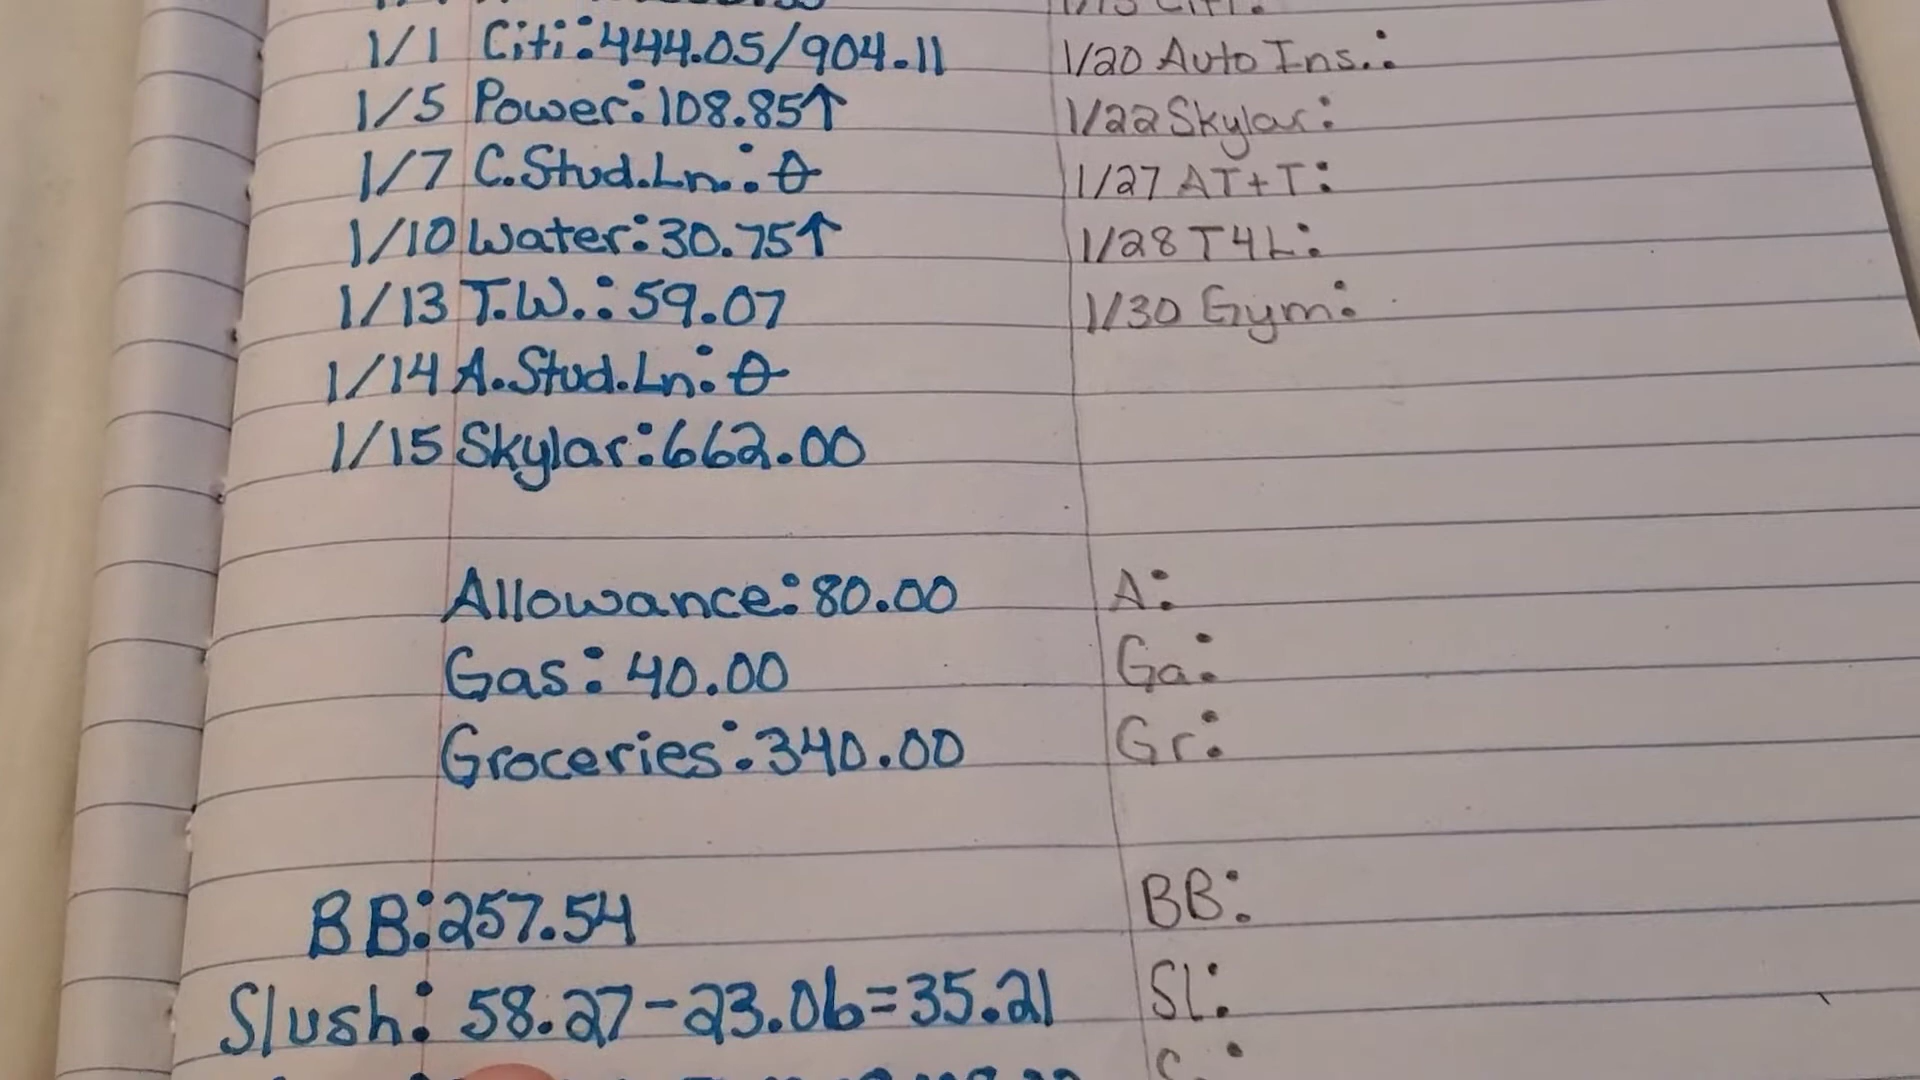 1/1 Citi: 444.05/904.11
1/5 Power: 108.85↑
1/7 C.Stud.Ln.: θ
1/10 Water: 30.75↑
1/13 T.W.: 59.07
1/14 A.Stud.Ln: θ
1/15 Skylar: 662.00
Allowance: 80.00
Gas: 40.00
Groceries: 340.00
BB: 257.54
Slush: 58.27-23.06=35.21
1/20 Auto Ins.:
1/22 Skylar:
1/27 AT+T:
1/28 T4L:
1/30 Gym:
A:
Ga:
Gr:
BB:
Sl: